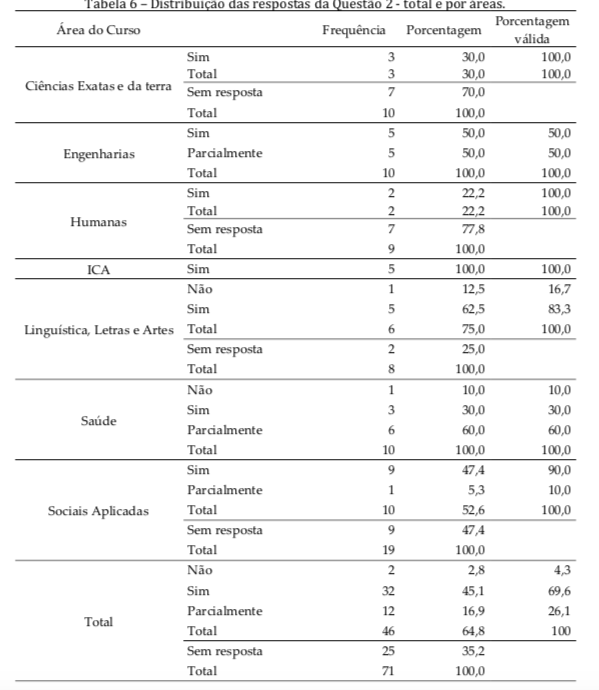 Tabela 6 – Distribuição das respostas da Questão 2 - total e por áreas.
Área do Curso Frequência Porcentagem Porcentagem válida
Ciências Exatas e da terra
Sim 3 30,0 100,0
Total 3 30,0 100,0
Sem resposta 7 70,0
Total 10 100,0
Engenharias
Sim 5 50,0 50,0
Parcialmente 5 50,0 50,0
Total 10 100,0 100,0
Humanas
Sim 2 22,2 100,0
Total 2 22,2 100,0
Sem resposta 7 77,8
Total 9 100,0
ICA Sim 5 100,0 100,0
Linguística, Letras e Artes
Não 1 12,5 16,7
Sim 5 62,5 83,3
Total 6 75,0 100,0
Sem resposta 2 25,0
Total 8 100,0
Saúde
Não 1 10,0 10,0
Sim 3 30,0 30,0
Parcialmente 6 60,0 60,0
Total 10 100,0 100,0
Sociais Aplicadas
Sim 9 47,4 90,0
Parcialmente 1 5,3 10,0
Total 10 52,6 100,0
Sem resposta 9 47,4
Total 19 100,0
Total
Não 2 2,8 4,3
Sim 32 45,1 69,6
Parcialmente 12 16,9 26,1
Total 46 64,8 100
Sem resposta 25 35,2
Total 71 100,0